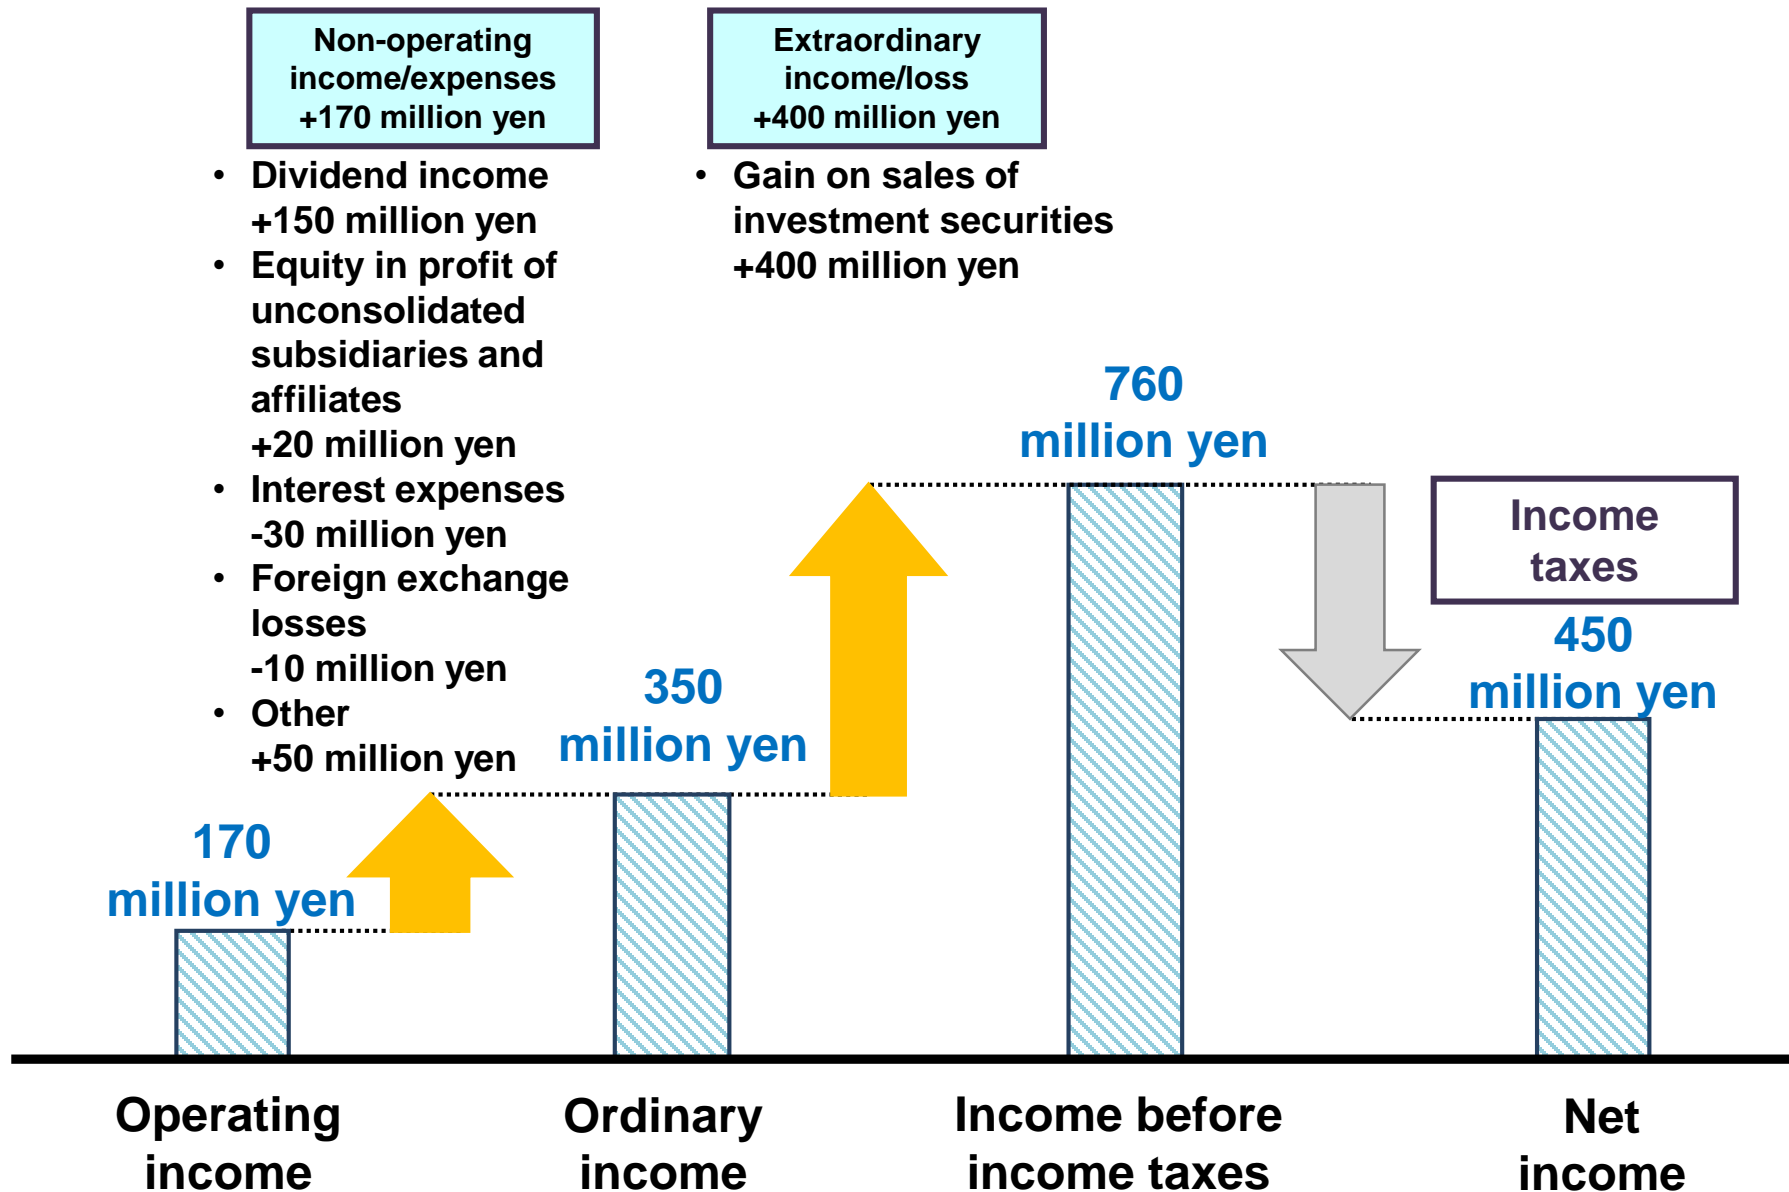 Non-operating
income/expenses
+170 million yen
• Dividend income
+150 million yen
• Equity in profit of
unconsolidated
subsidiaries and
affiliates
+20 million yen
• Interest expenses
-30 million yen
• Foreign exchange
losses
-10 million yen
• Other
+50 million yen
Extraordinary
income/loss
+400 million yen
• Gain on sales of
investment securities
+400 million yen
170
million yen
350
million yen
760
million yen
Income
taxes
450
million yen
Operating
income
Ordinary
income
Income before
income taxes
Net
income